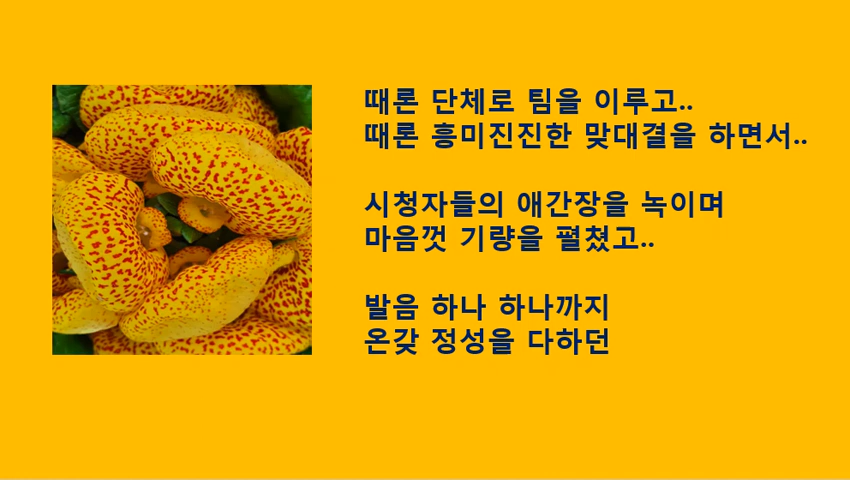 때론 단체로 팀을 이루고..
때론 흥미진진한 맞대결을 하면서..
시청자들의 애간장을 녹이며
마음껏 기량을 펼쳤고..
발음 하나 하나까지
온갖 정성을 다하던